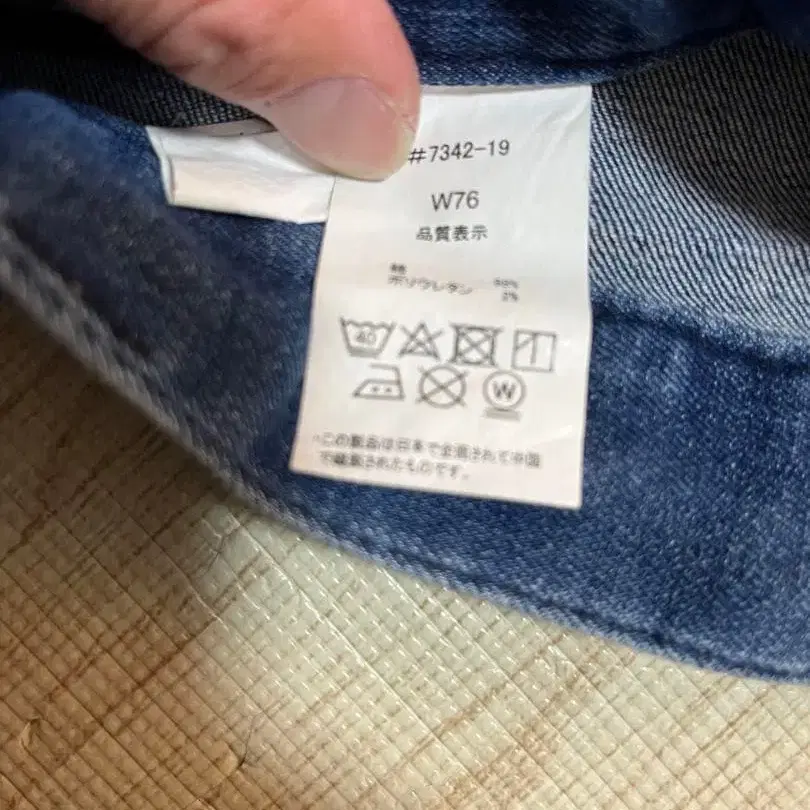 #7342-19
W76
品質表示
綿 98%
ポリウレタン 2%
40
W
この製品は日本で企画されて中国
で縫製されたものです。